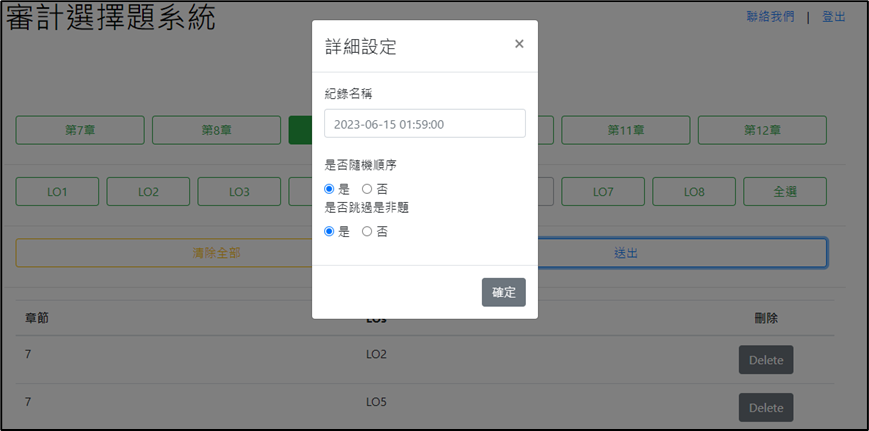 審計選擇題系統
聯絡我們 | 登出
詳細設定 ×
紀錄名稱
2023-06-15 01:59:00
第7章 第8章 第11章 第12章
是否隨機順序
是 否
LO1 LO2 LO3 LO7 LO8 全選
是否跳過是非題
是 否
清除全部 送出
確定
章節 LOs 刪除
7 LO2 Delete
7 LO5 Delete